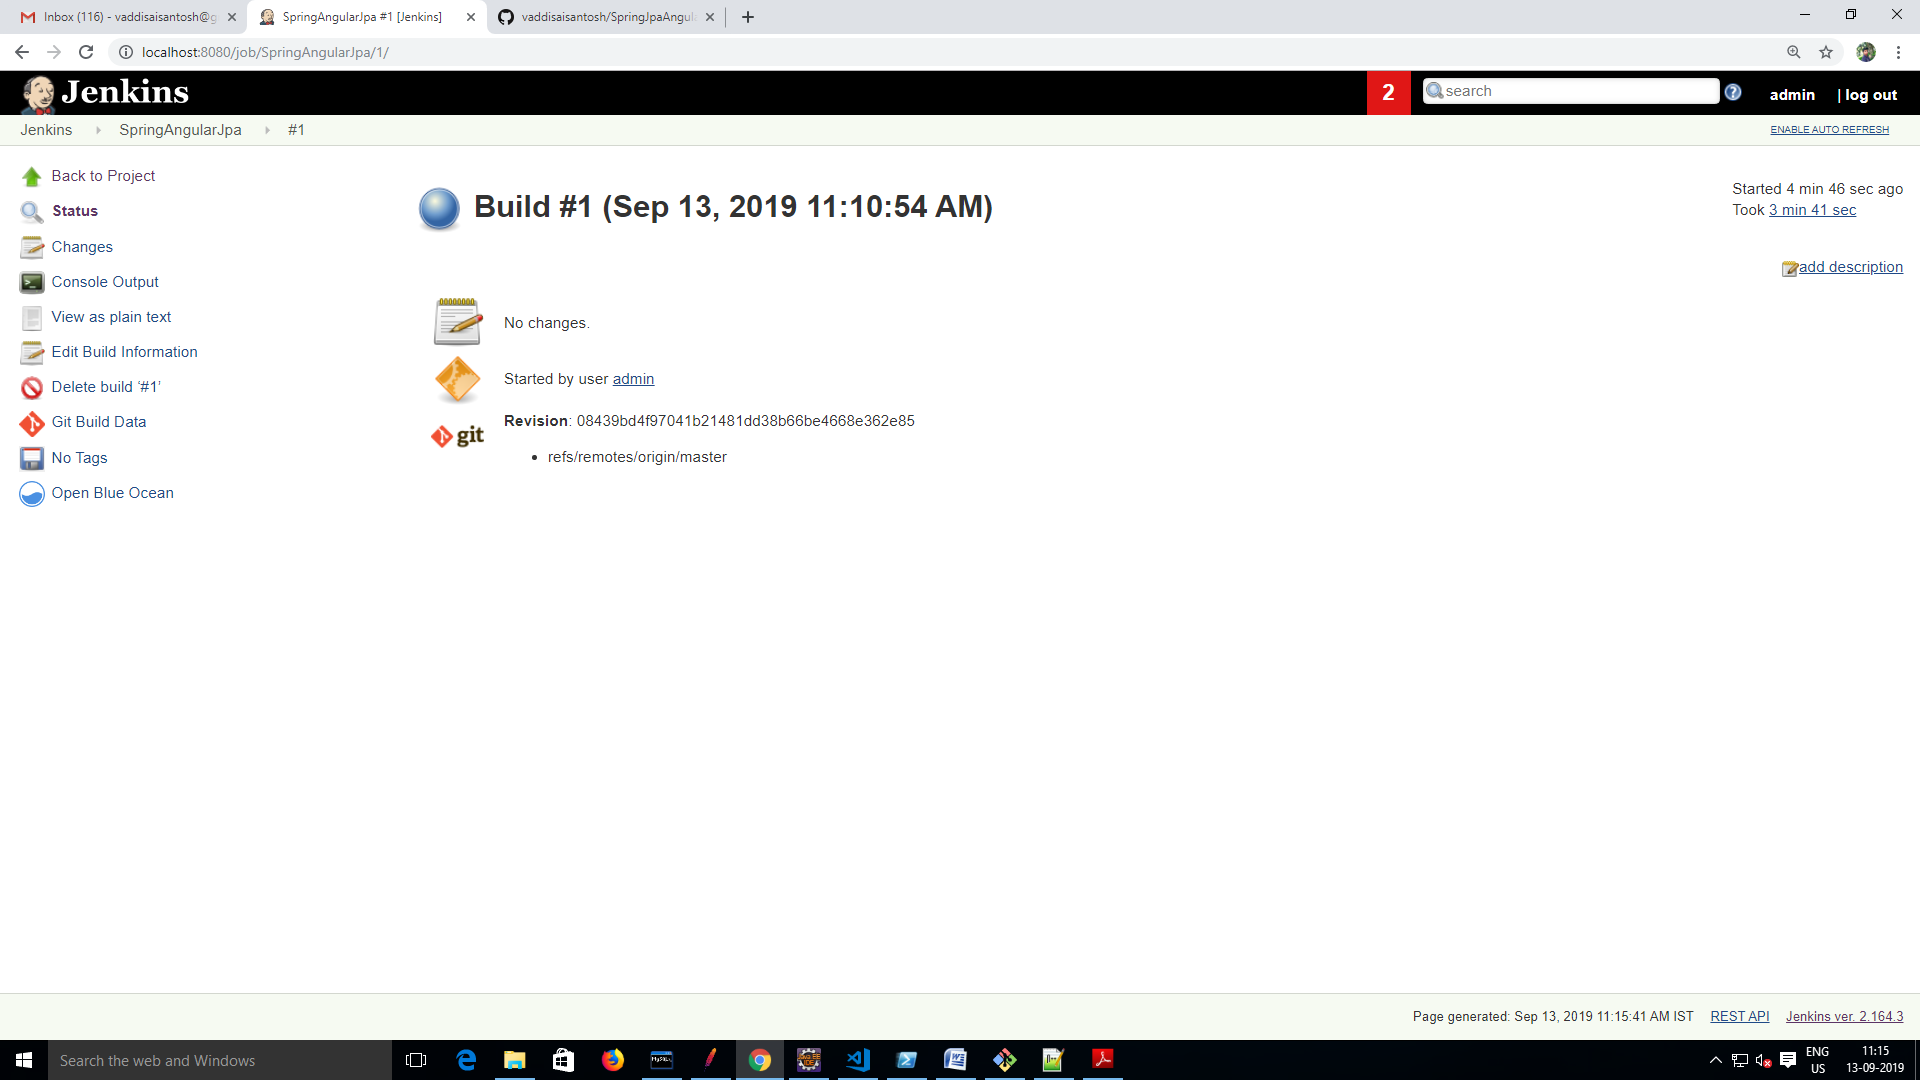 Inbox (116) - vaddisaisantosh@g
SpringAngularJpa #1 [Jenkins]
vaddisaisantosh/SpringJpaAngula
localhost:8080/job/SpringAngularJpa/1/
Jenkins
2
search
admin
| log out
Jenkins
SpringAngularJpa
#1
ENABLE AUTO REFRESH
Back to Project
Status
Changes
Console Output
View as plain text
Edit Build Information
Delete build ‘#1’
Git Build Data
No Tags
Open Blue Ocean
Build #1 (Sep 13, 2019 11:10:54 AM)
Started 4 min 46 sec ago
Took 3 min 41 sec
add description
No changes.
Started by user admin
git
Revision: 08439bd4f97041b21481dd38b66be4668e362e85
refs/remotes/origin/master
Page generated: Sep 13, 2019 11:15:41 AM IST
REST API
Jenkins ver. 2.164.3
Search the web and Windows
ENG
US
11:15
13-09-2019